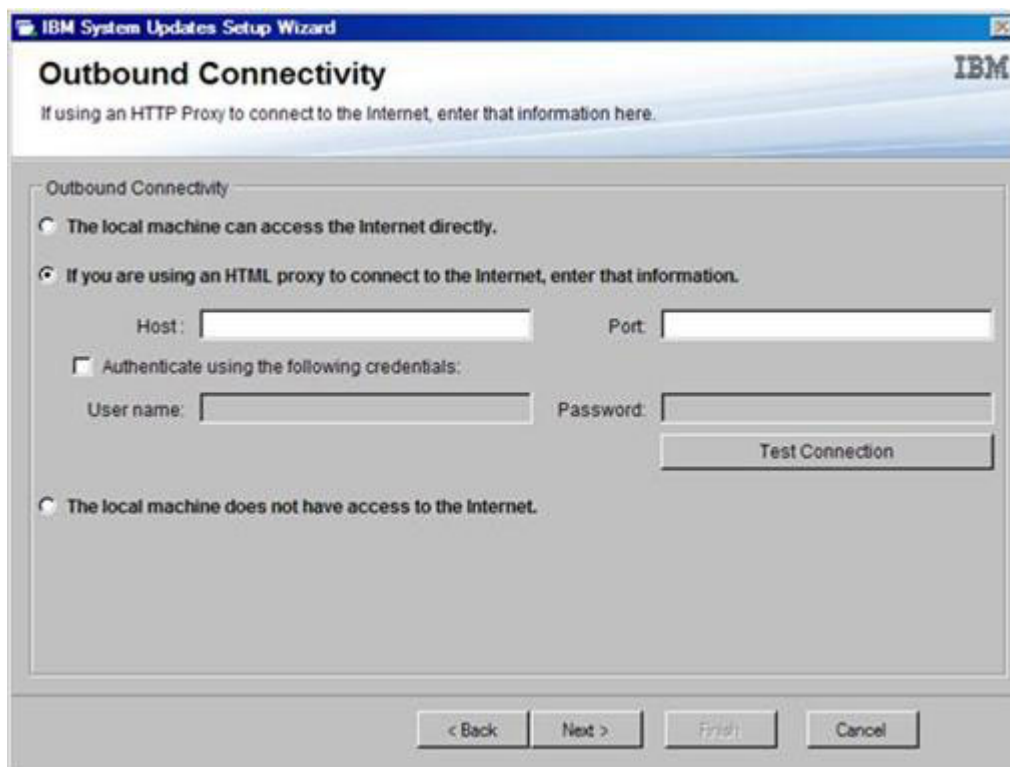 IBM System Updates Setup Wizard
Outbound Connectivity
IBM
If using an HTTP Proxy to connect to the Internet, enter that information here.
Outbound Connectivity
The local machine can access the Internet directly.
If you are using an HTML proxy to connect to the Internet, enter that information.
Host: Port:
Authenticate using the following credentials:
User name: Password:
Test Connection
The local machine does not have access to the Internet.
< Back Next > Finish Cancel